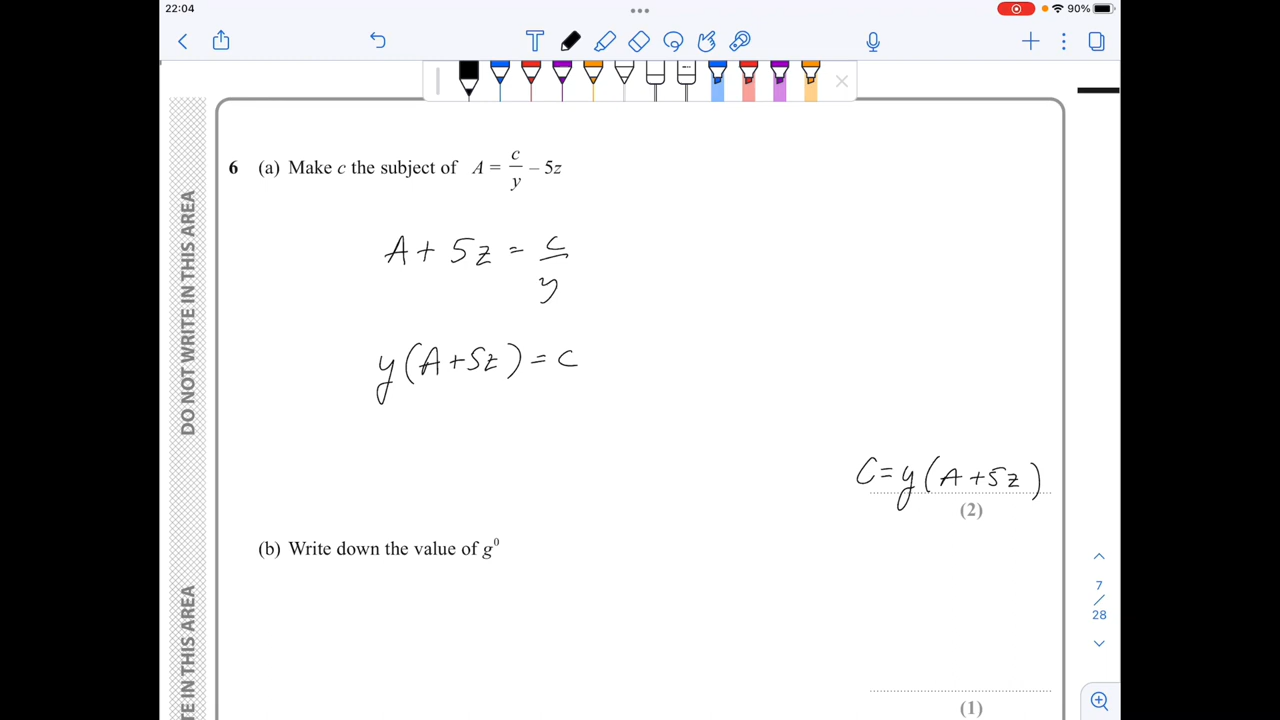 22:04
90%
6 (a) Make c the subject of A = c/y – 5z
A + 5z = c/y
y(A+5z) = c
C = y(A+5z)
(2)
(b) Write down the value of g⁰
(1)
DO NOT WRITE IN THIS AREA
TE IN THIS AREA
7
/
28